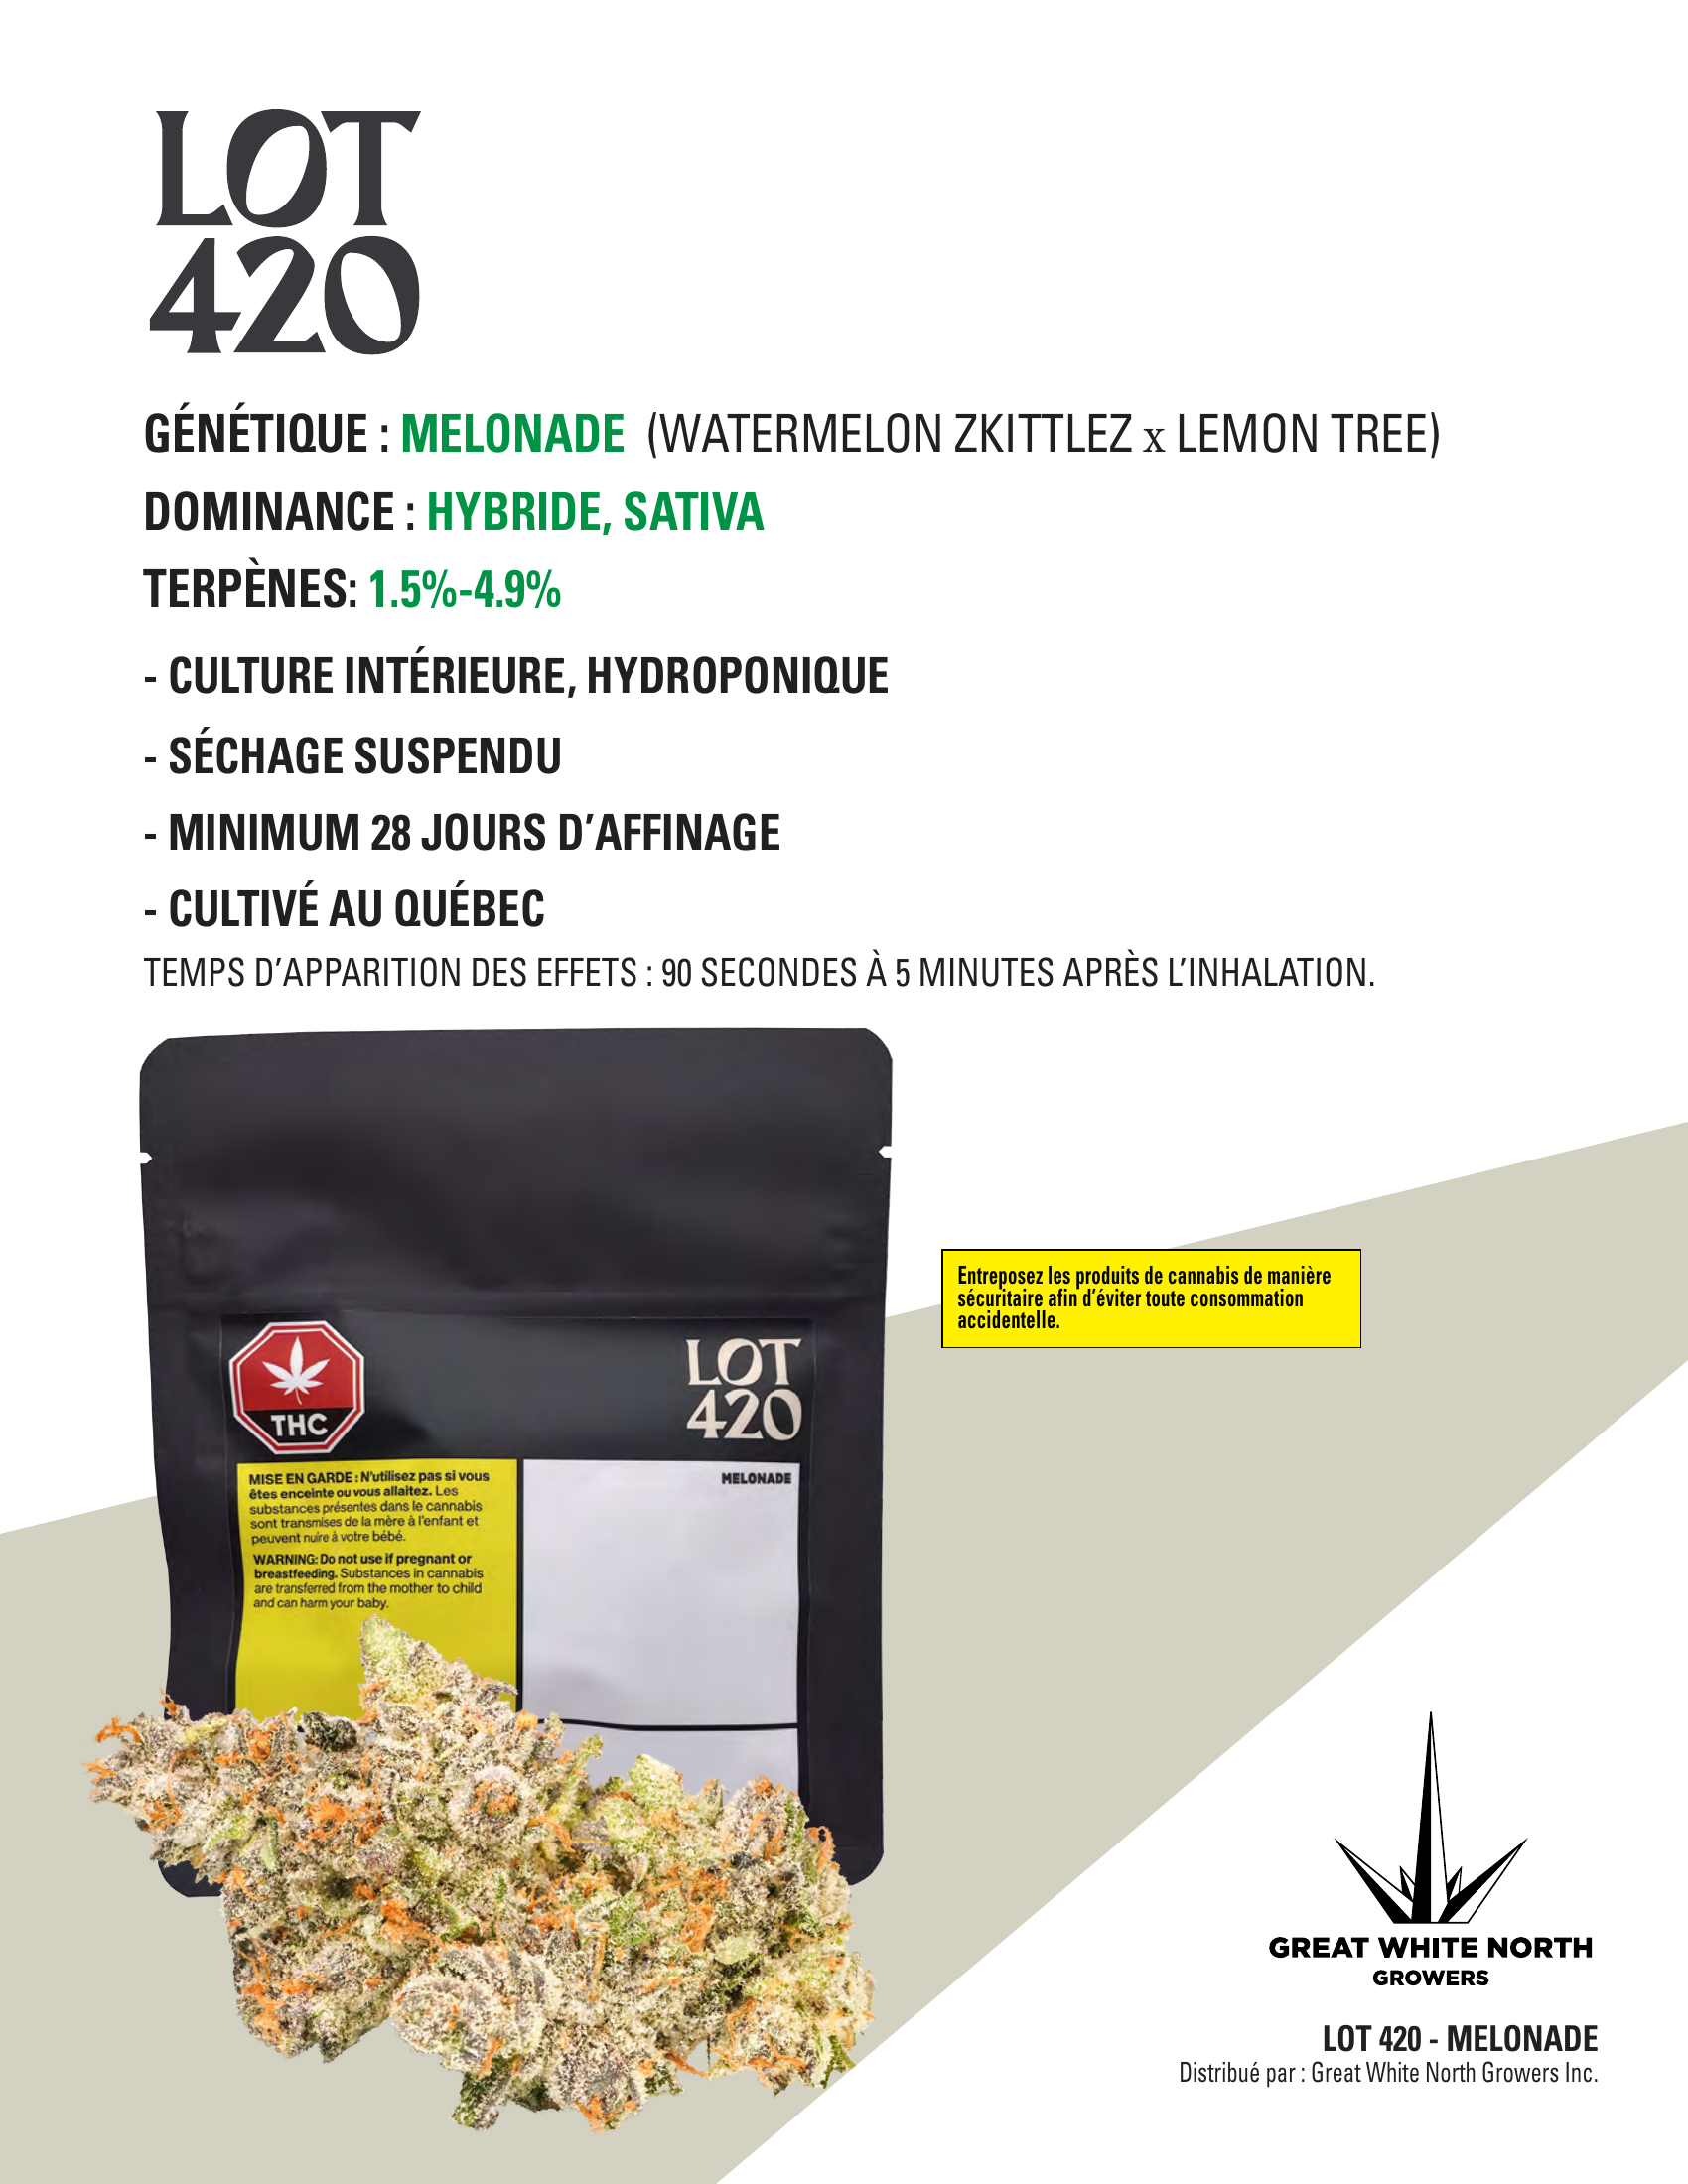 LOT
420
GÉNÉTIQUE : MELONADE (WATERMELON ZKITTLEZ x LEMON TREE)
DOMINANCE : HYBRIDE, SATIVA
TERPÈNES: 1.5%-4.9%
- CULTURE INTÉRIEURE, HYDROPONIQUE
- SÉCHAGE SUSPENDU
- MINIMUM 28 JOURS D’AFFINAGE
- CULTIVÉ AU QUÉBEC
TEMPS D’APPARITION DES EFFETS : 90 SECONDES À 5 MINUTES APRÈS L’INHALATION.
Entreposez les produits de cannabis de manière
sécuritaire afin d’éviter toute consommation
accidentelle.
THC
LOT
420
MISE EN GARDE : N’utilisez pas si vous
êtes enceinte ou vous allaitez. Les
substances présentes dans le cannabis
sont transmises de la mère à l’enfant et
peuvent nuire à votre bébé.
WARNING: Do not use if pregnant or
breastfeeding. Substances in cannabis
are transferred from the mother to child
and can harm your baby.
MELONADE
GREAT WHITE NORTH
GROWERS
LOT 420 - MELONADE
Distribué par : Great White North Growers Inc.